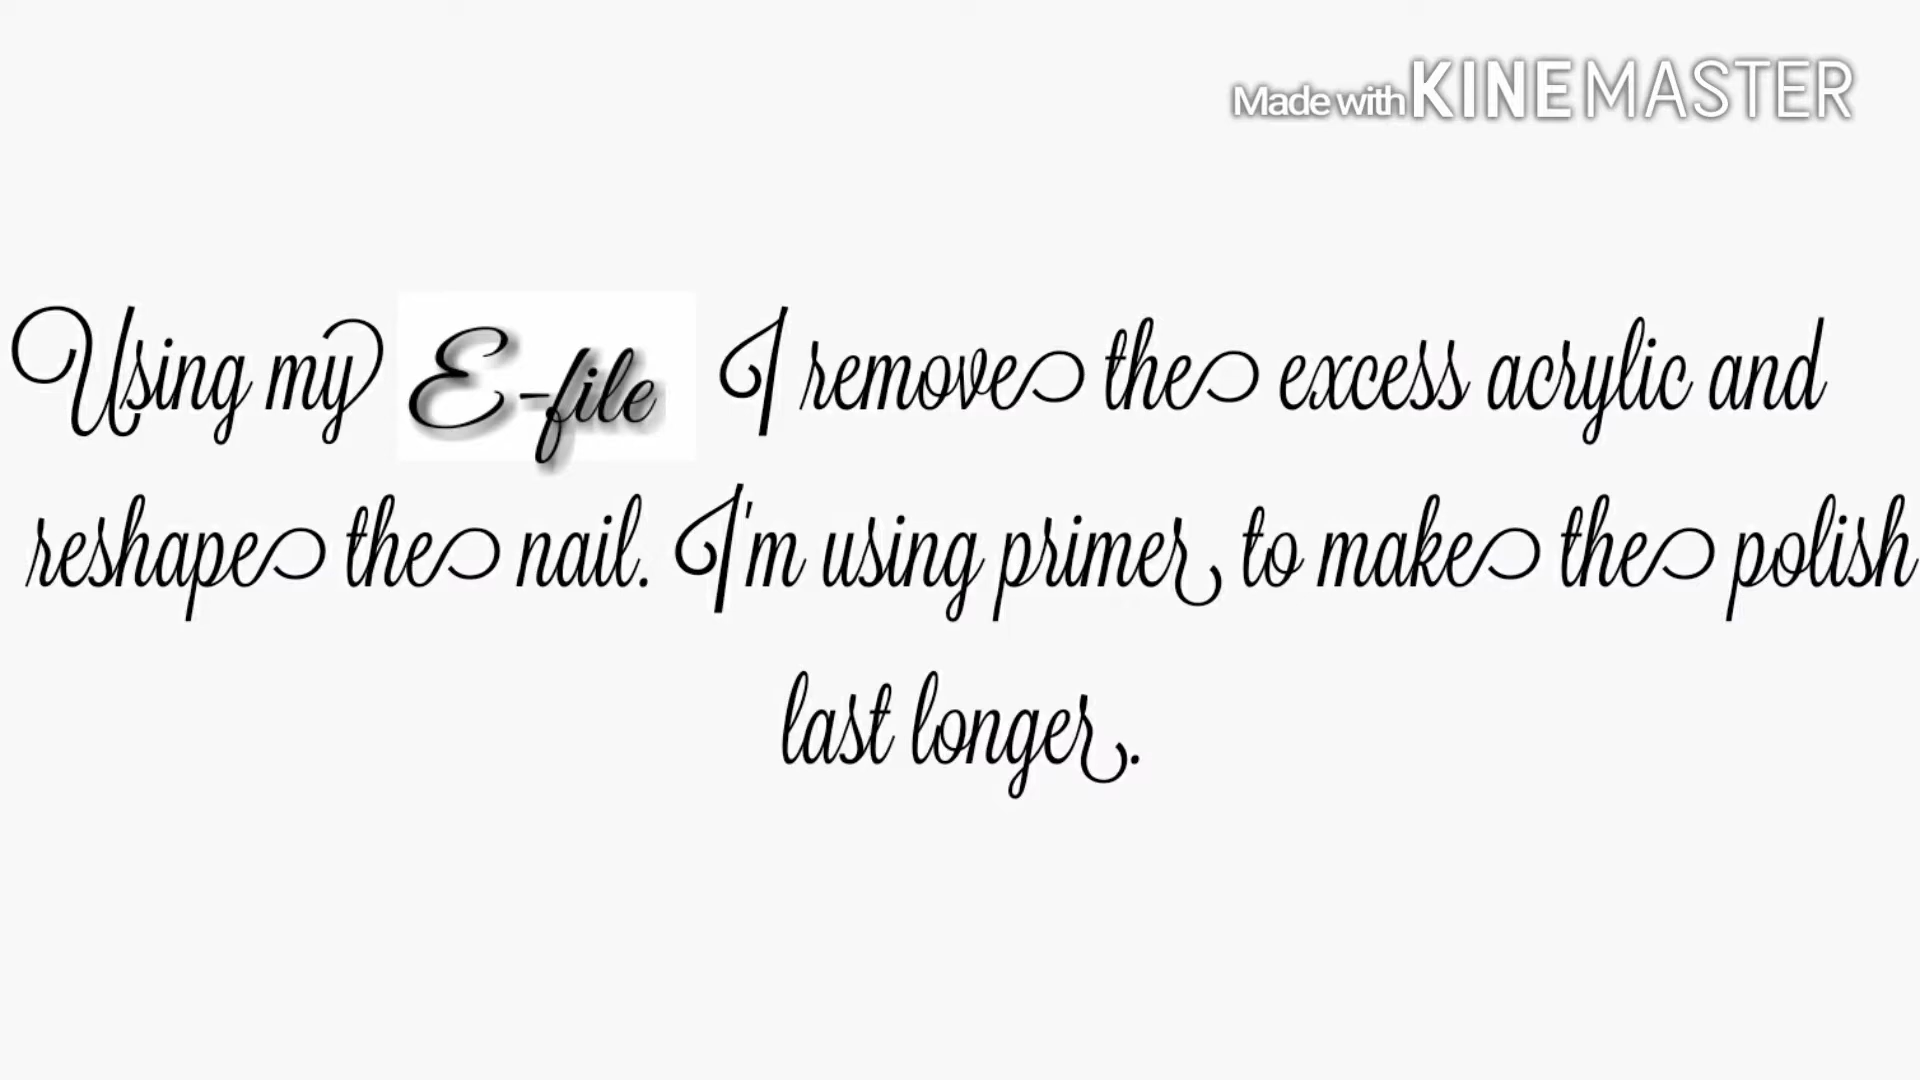 Made with KINEMASTER
Using my E-file I remove the excess acrylic and
reshape the nail. I'm using primer to make the polish
last longer.